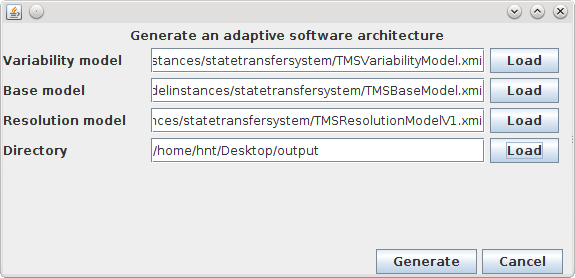 Generate an adaptive software architecture
Variability model stances/statetransfersystem/TMSVariabilityModel.xmi Load
Base model delinstances/statetransfersystem/TMSBaseModel.xmi Load
Resolution model nces/statetransfersystem/TMSResolutionModelV1.xmi Load
Directory /home/hnt/Desktop/output Load
Generate Cancel